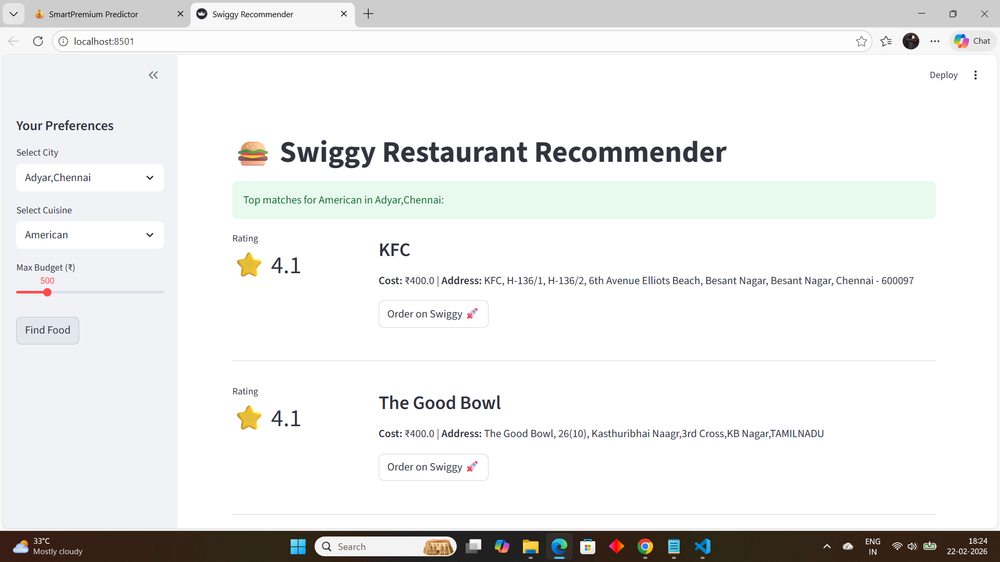 SmartPremium Predictor
Swiggy Recommender
localhost:8501
Chat
Deploy
Your Preferences
Select City
Adyar,Chennai
Select Cuisine
American
Max Budget (₹)
500
Find Food
Swiggy Restaurant Recommender
Top matches for American in Adyar,Chennai:
Rating
4.1
KFC
Cost: ₹400.0 | Address: KFC, H-136/1, H-136/2, 6th Avenue Elliots Beach, Besant Nagar, Besant Nagar, Chennai - 600097
Order on Swiggy 🚀
Rating
4.1
The Good Bowl
Cost: ₹400.0 | Address: The Good Bowl, 26(10), Kasthuribhai Naagr,3rd Cross,KB Nagar,TAMILNADU
Order on Swiggy 🚀
33°C
Mostly cloudy
Search
ENG
IN
18:24
22-02-2026